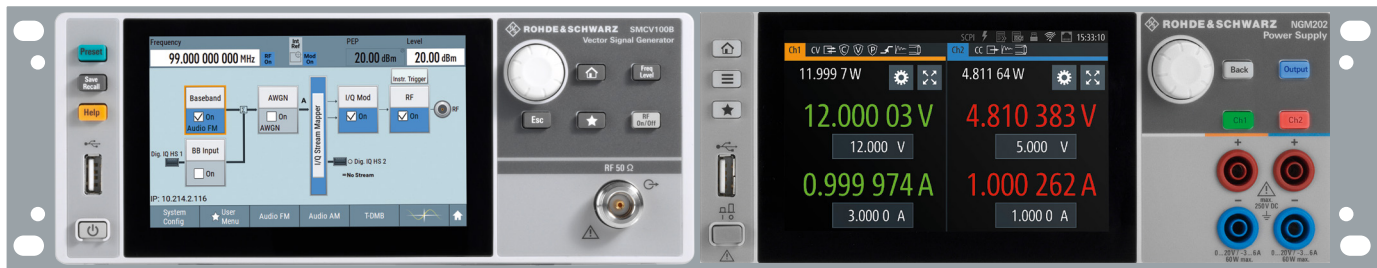 Preset
Save
Recall
Help
Frequency
99.000 000 000 MHz
RF
On
Int
Ref
Mod
On
PEP
20.00 dBm
Level
20.00 dBm
Instr. Trigger
Baseband
On
Audio FM
AWGN
On
AWGN
A
I/Q Stream Mapper
I/Q Mod
On
RF
On
RF
Dig. IQ HS 1
BB Input
On
Dig. IQ HS 2
No Stream
IP: 10.214.2.116
System
Config
User
Menu
Audio FM
Audio AM
T-DMB
ROHDE&SCHWARZ SMCV100B
Vector Signal Generator
Freq
Level
Esc
RF
On/Off
RF 50 Ω
SCPI 15:33:10
Ch1 CV C V P
Ch2 CC
11.999 7 W
4.811 64 W
12.000 03 V
4.810 383 V
12.000 V
5.000 V
0.999 974 A
1.000 262 A
3.000 0 A
1.000 0 A
ROHDE&SCHWARZ NGM202
Power Supply
Back
Output
Ch1
Ch2
+ +
max.
250V DC
- -
0...20V/-3...6A
60W max.
0...20V/-3...6A
60W max.